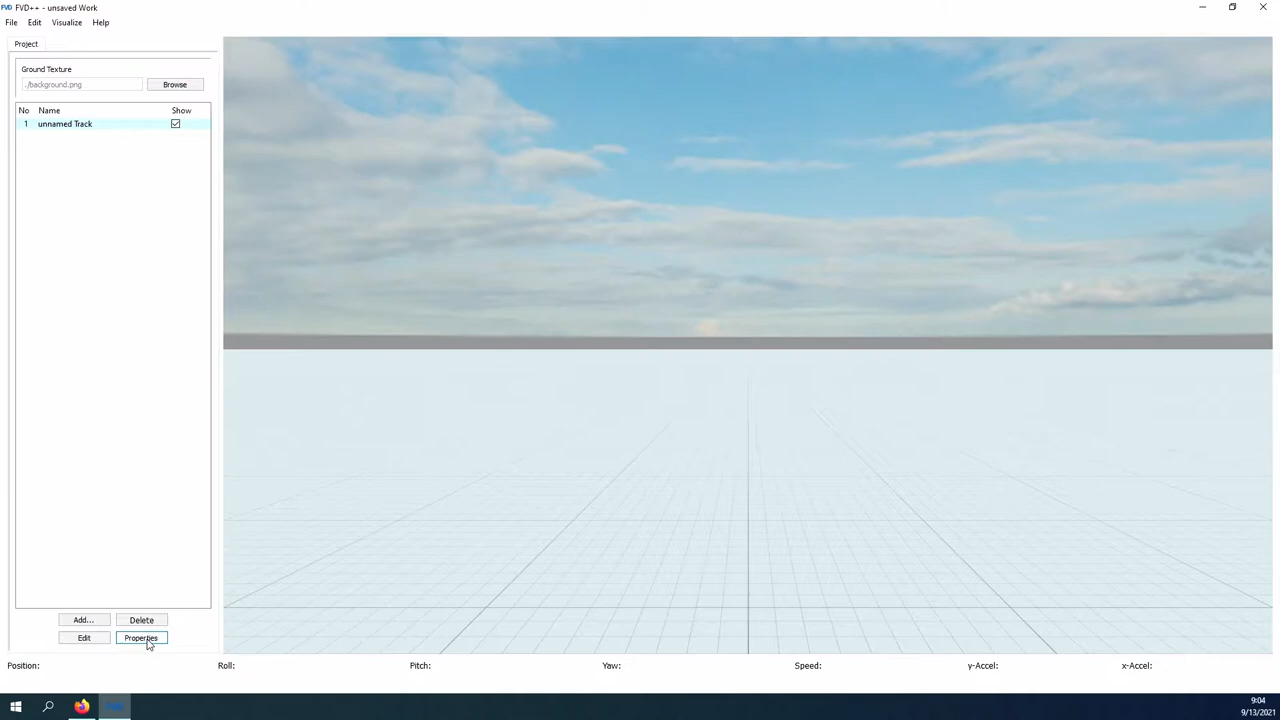 FVD FVD++ - unsaved Work
File Edit Visualize Help
Project
Ground Texture
./background.png Browse
No Name Show
1 unnamed Track
Add... Delete
Edit Properties
Position: Roll: Pitch: Yaw: Speed: y-Accel: x-Accel:
9:04
9/13/2021